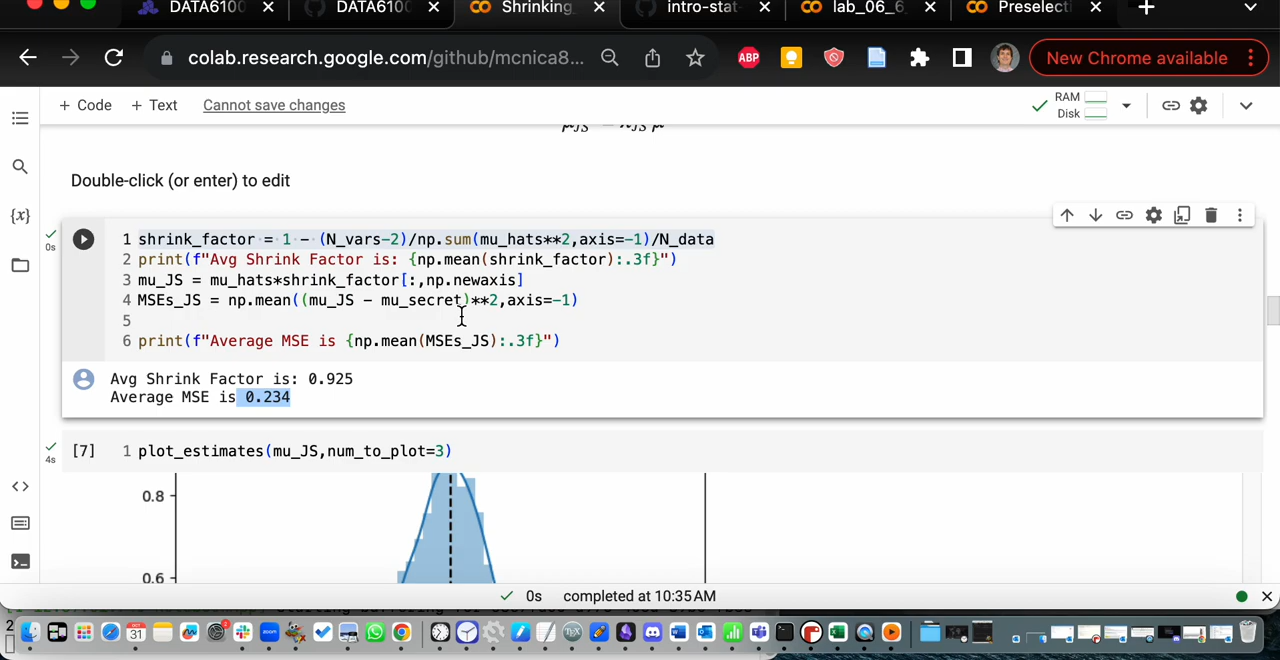 DATA6100
DATA6100
Shrinking
intro-stat
lab_06_6_
Preselecti
colab.research.google.com/github/mcnica8...
ABP
New Chrome available
+ Code + Text Cannot save changes
RAM
Disk
Double-click (or enter) to edit
{x}
0s
1 shrink_factor = 1 - (N_vars-2)/np.sum(mu_hats**2,axis=-1)/N_data
2 print(f"Avg Shrink Factor is: {np.mean(shrink_factor):.3f}")
3 mu_JS = mu_hats*shrink_factor[:,np.newaxis]
4 MSEs_JS = np.mean((mu_JS - mu_secret)**2,axis=-1)
5
6 print(f"Average MSE is {np.mean(MSEs_JS):.3f}")
Avg Shrink Factor is: 0.925
Average MSE is 0.234
4s
[7] 1 plot_estimates(mu_JS,num_to_plot=3)
0.8
0.6
0s completed at 10:35 AM